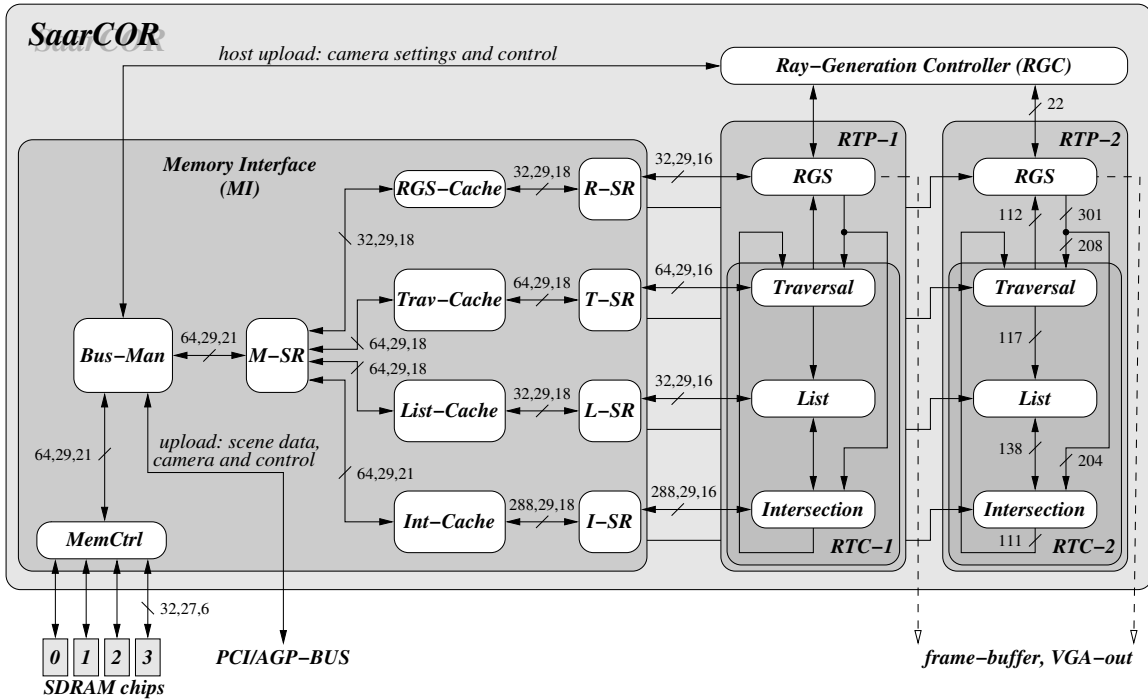 SaarCOR
host upload: camera settings and control
Ray-Generation Controller (RGC)
22
RTP-1
RTP-2
Memory Interface
(MI)
RGS-Cache
32,29,18
R-SR
32,29,16
RGS
RGS
32,29,18
112
301
208
Trav-Cache
64,29,18
T-SR
64,29,16
Traversal
Traversal
Bus-Man
64,29,21
M-SR
64,29,18
64,29,18
117
List-Cache
32,29,18
L-SR
32,29,16
List
List
upload: scene data,
camera and control
64,29,21
64,29,21
138
204
Int-Cache
288,29,18
I-SR
288,29,16
Intersection
Intersection
MemCtrl
RTC-1
111
RTC-2
32,27,6
0
1
2
3
SDRAM chips
PCI/AGP-BUS
frame-buffer, VGA-out